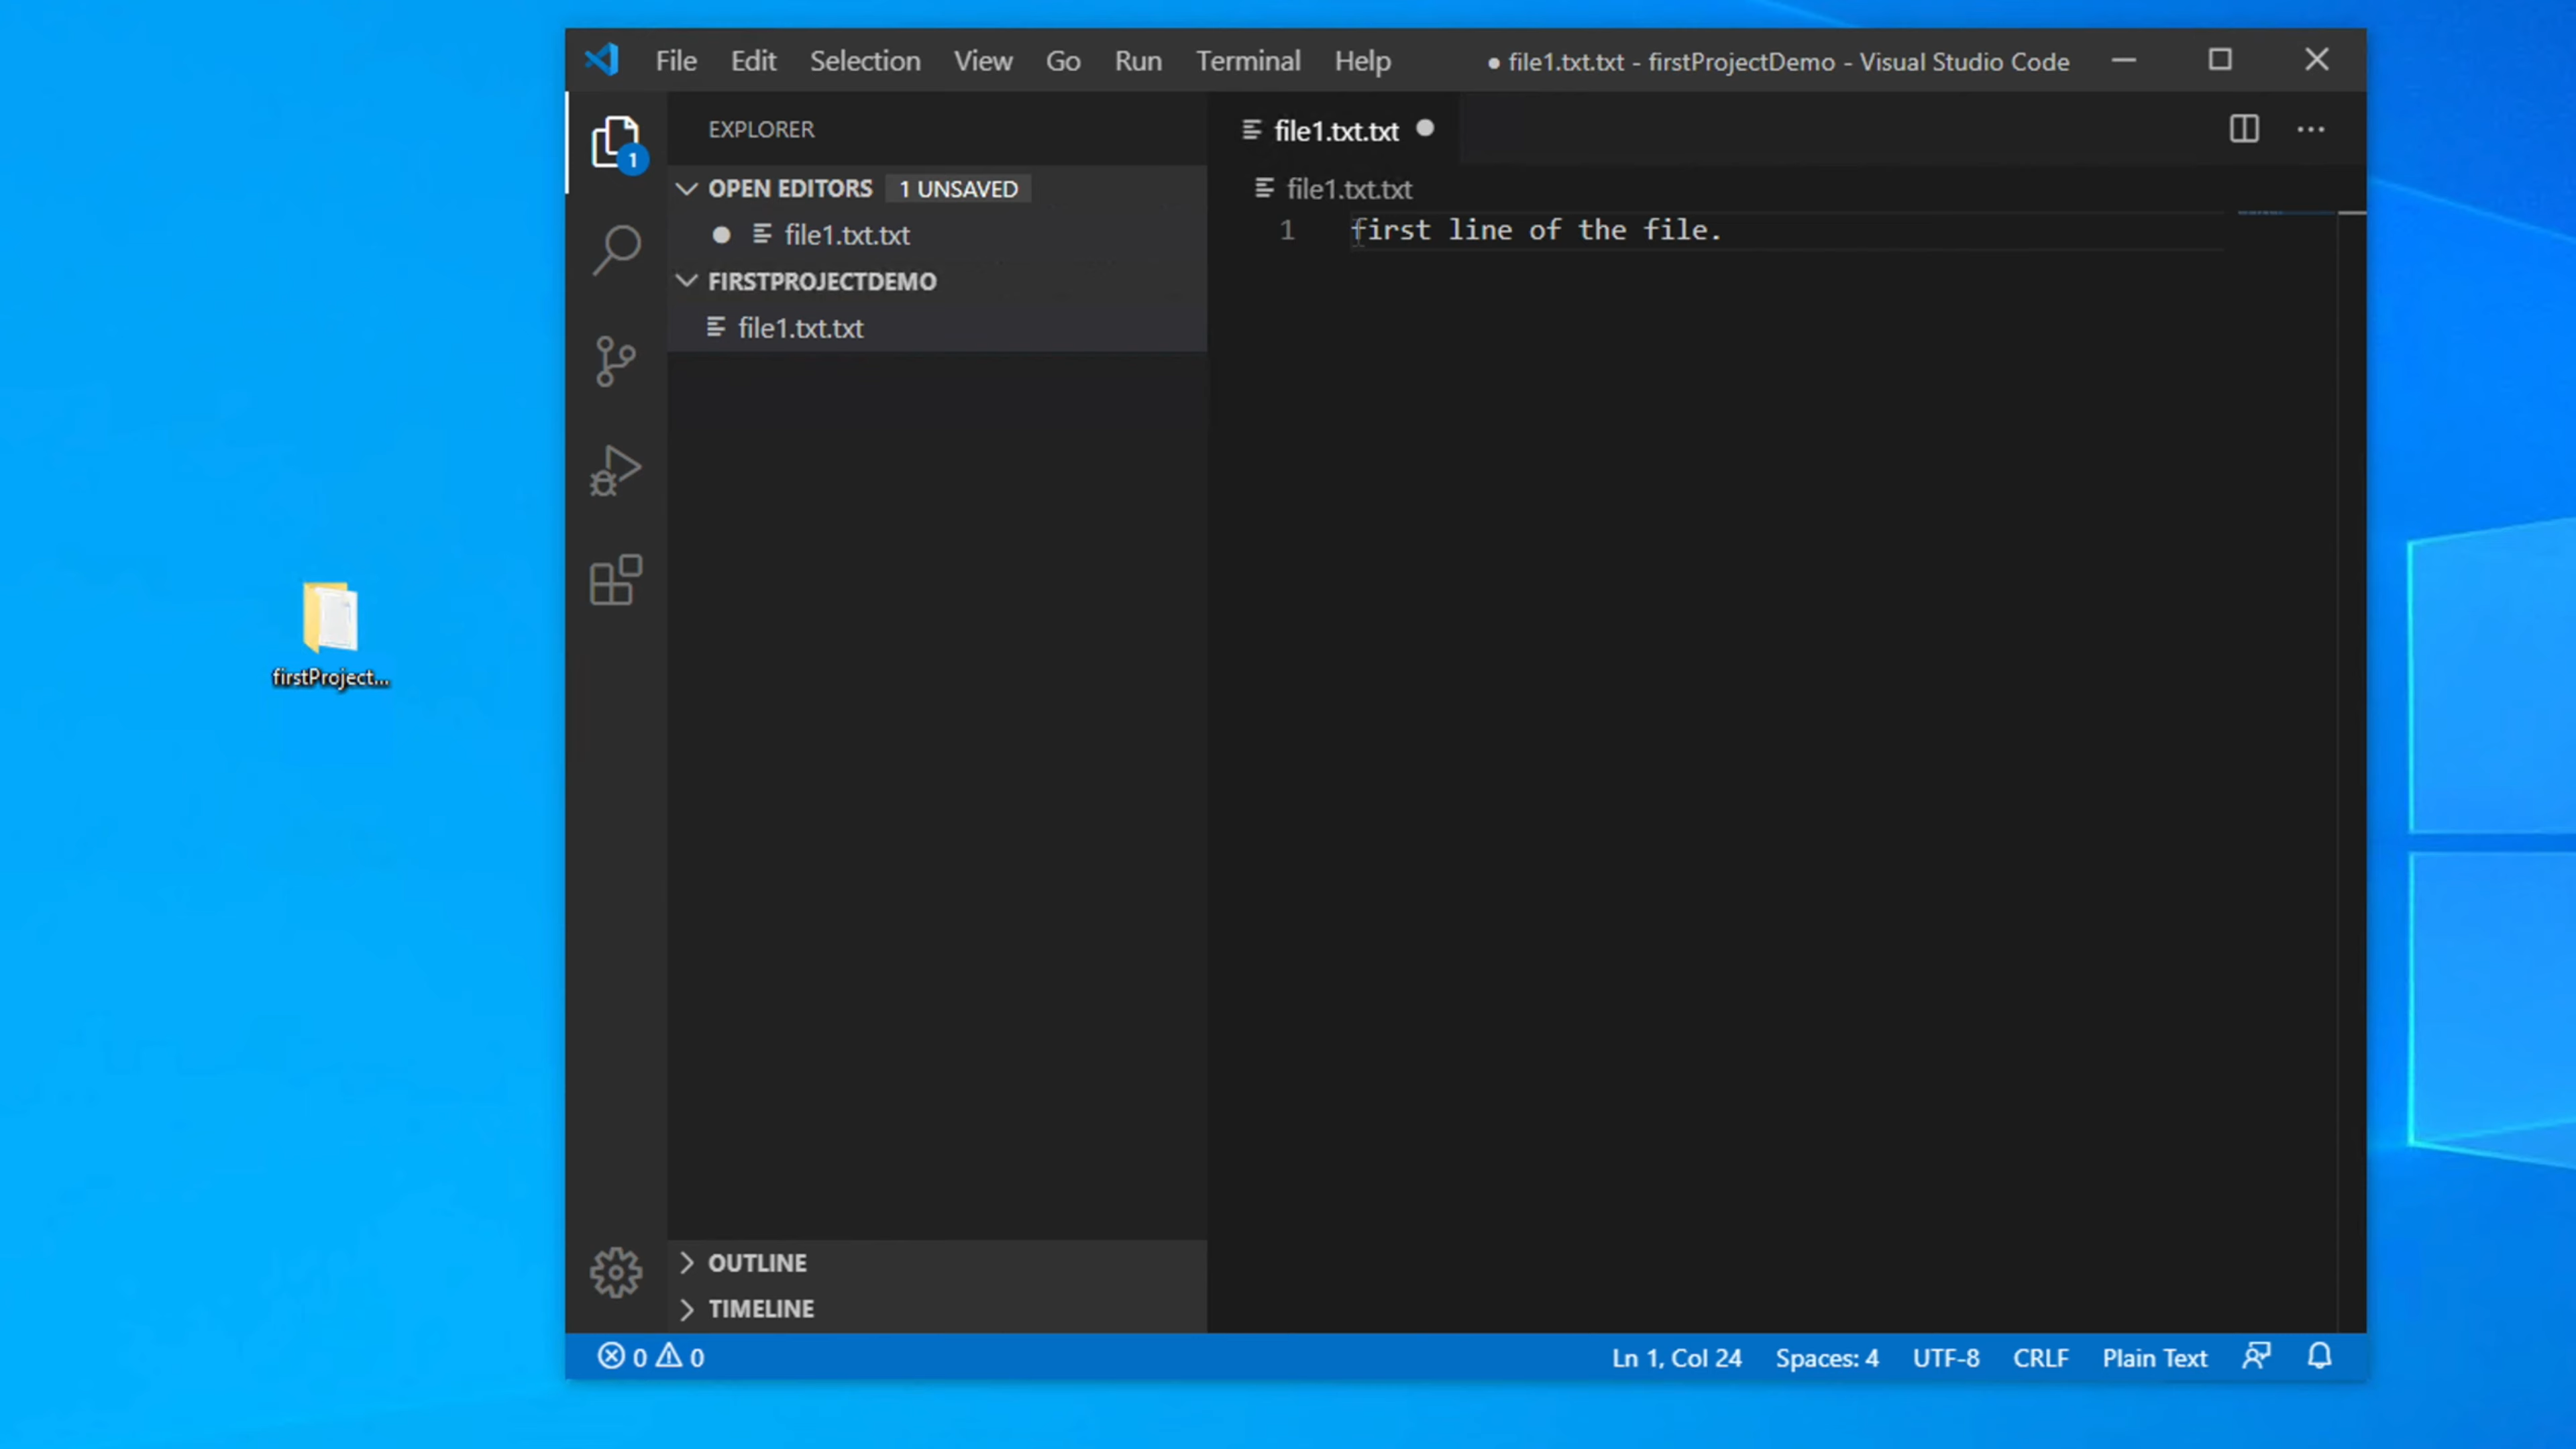 File Edit Selection View Go Run Terminal Help ● file1.txt.txt - firstProjectDemo - Visual Studio Code
EXPLORER
1
OPEN EDITORS 1 UNSAVED
file1.txt.txt
FIRSTPROJECTDEMO
file1.txt.txt
OUTLINE
TIMELINE
file1.txt.txt
file1.txt.txt
1 first line of the file.
firstProject...
0 0 Ln 1, Col 24 Spaces: 4 UTF-8 CRLF Plain Text